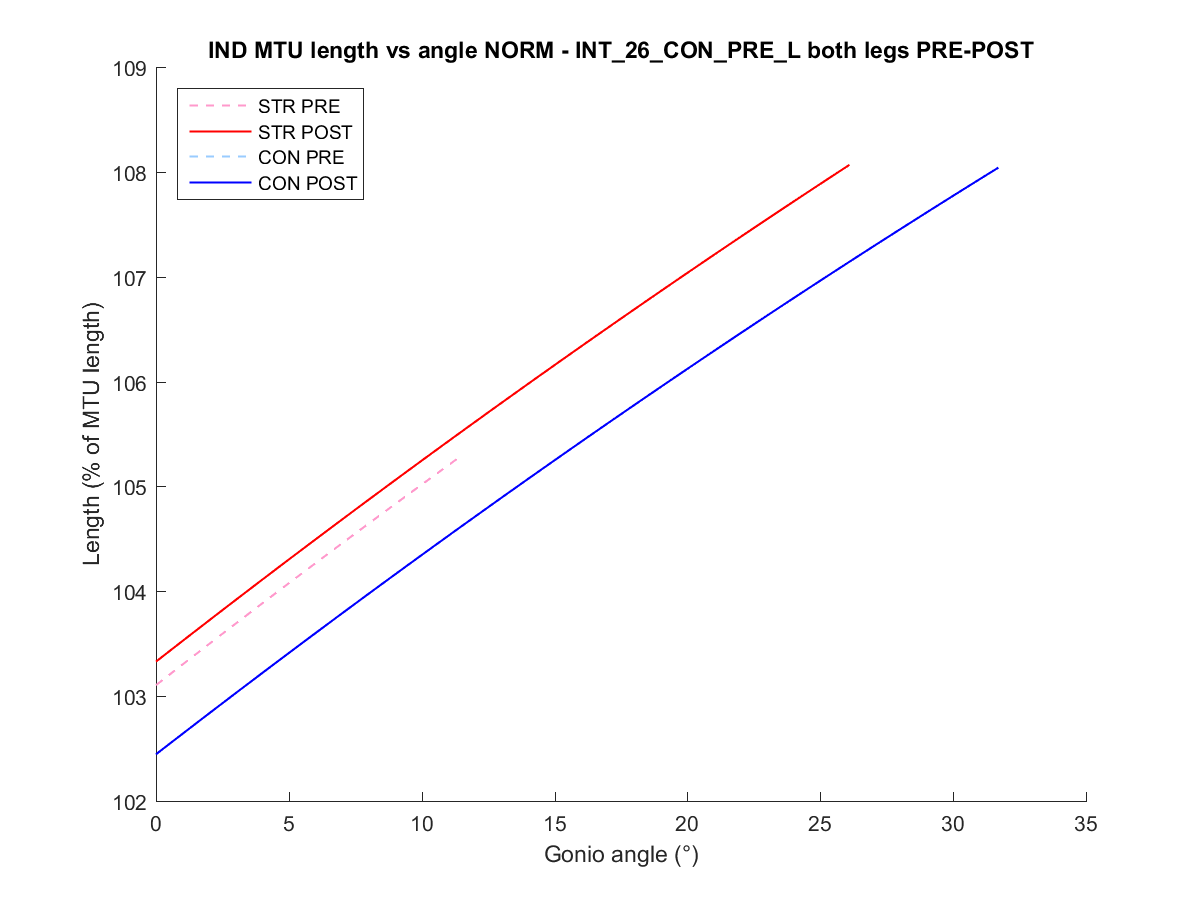 IND MTU length vs angle NORM - INT_26_CON_PRE_L both legs PRE-POST
109
108
107
106
105
104
103
102
Length (% of MTU length)
STR PRE
STR POST
CON PRE
CON POST
0 5 10 15 20 25 30 35
Gonio angle (°)